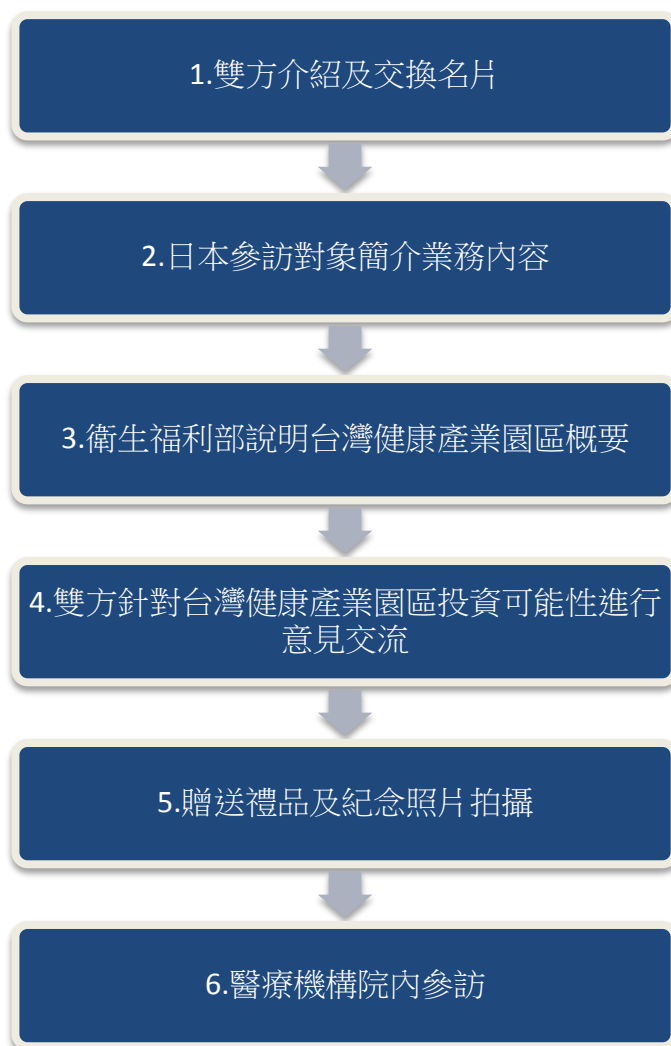 1.雙方介紹及交換名片
2.日本參訪對象簡介業務內容
3.衛生福利部說明台灣健康產業園區概要
4.雙方針對台灣健康產業園區投資可能性進行
意見交流
5.贈送禮品及紀念照片拍攝
6.醫療機構院內參訪